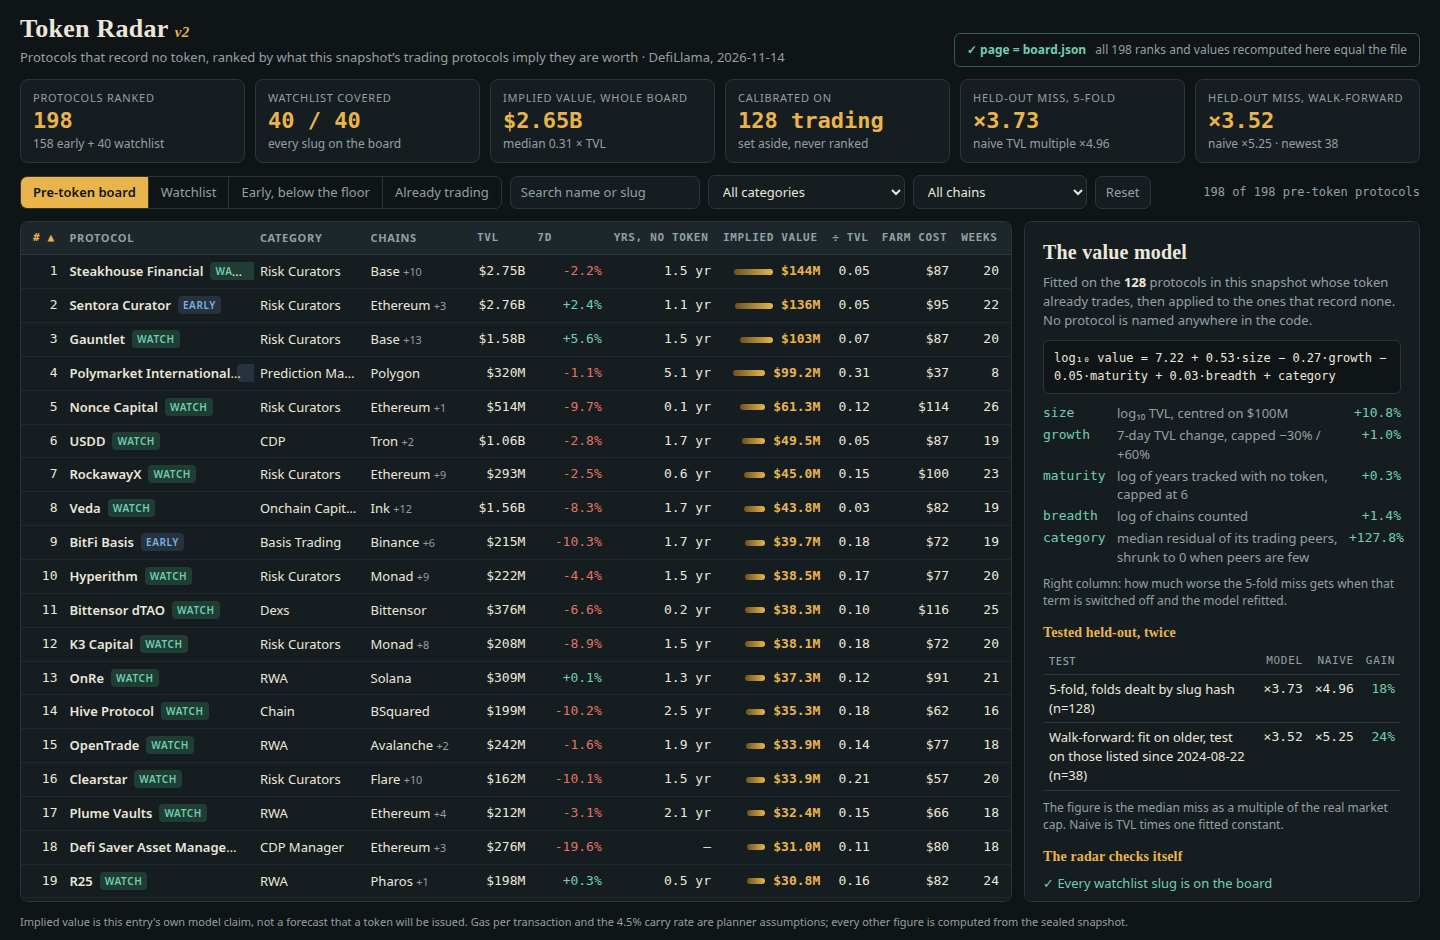 Token Radar v2
Protocols that record no token, ranked by what this snapshot's trading protocols imply they are worth · DefiLlama, 2026-11-14
✓ page = board.json all 198 ranks and values recomputed here equal the file
PROTOCOLS RANKED
198
158 early + 40 watchlist
WATCHLIST COVERED
40 / 40
every slug on the board
IMPLIED VALUE, WHOLE BOARD
$2.65B
median 0.31 × TVL
CALIBRATED ON
128 trading
set aside, never ranked
HELD-OUT MISS, 5-FOLD
×3.73
naive TVL multiple ×4.96
HELD-OUT MISS, WALK-FORWARD
×3.52
naive ×5.25 · newest 38
Pre-token board Watchlist Early, below the floor Already trading Search name or slug All categories All chains Reset 198 of 198 pre-token protocols
# ▲ PROTOCOL CATEGORY CHAINS TVL 7D YRS, NO TOKEN IMPLIED VALUE ÷ TVL FARM COST WEEKS
1 Steakhouse Financial WA... Risk Curators Base +10 $2.75B -2.2% 1.5 yr $144M 0.05 $87 20
2 Sentora Curator EARLY Risk Curators Ethereum +3 $2.76B +2.4% 1.1 yr $136M 0.05 $95 22
3 Gauntlet WATCH Risk Curators Base +13 $1.58B +5.6% 1.5 yr $103M 0.07 $87 20
4 Polymarket International... Prediction Ma... Polygon $320M -1.1% 5.1 yr $99.2M 0.31 $37 8
5 Nonce Capital WATCH Risk Curators Ethereum +1 $514M -9.7% 0.1 yr $61.3M 0.12 $114 26
6 USDD WATCH CDP Tron +2 $1.06B -2.8% 1.7 yr $49.5M 0.05 $87 19
7 RockawayX WATCH Risk Curators Ethereum +9 $293M -2.5% 0.6 yr $45.0M 0.15 $100 23
8 Veda WATCH Onchain Capit... Ink +12 $1.56B -8.3% 1.7 yr $43.8M 0.03 $82 19
9 BitFi Basis EARLY Basis Trading Binance +6 $215M -10.3% 1.7 yr $39.7M 0.18 $72 19
10 Hyperithm WATCH Risk Curators Monad +9 $222M -4.4% 1.5 yr $38.5M 0.17 $77 20
11 Bittensor dTAO WATCH Dexs Bittensor $376M -6.6% 0.2 yr $38.3M 0.10 $116 25
12 K3 Capital WATCH Risk Curators Monad +8 $208M -8.9% 1.5 yr $38.1M 0.18 $72 20
13 OnRe WATCH RWA Solana $309M +0.1% 1.3 yr $37.3M 0.12 $91 21
14 Hive Protocol WATCH Chain BSquared $199M -10.2% 2.5 yr $35.3M 0.18 $62 16
15 OpenTrade WATCH RWA Avalanche +2 $242M -1.6% 1.9 yr $33.9M 0.14 $77 18
16 Clearstar WATCH Risk Curators Flare +10 $162M -10.1% 1.5 yr $33.9M 0.21 $57 20
17 Plume Vaults WATCH RWA Ethereum +4 $212M -3.1% 2.1 yr $32.4M 0.15 $66 18
18 Defi Saver Asset Manage... CDP Manager Ethereum +3 $276M -19.6% — $31.0M 0.11 $80 18
19 R25 WATCH RWA Pharos +1 $198M +0.3% 0.5 yr $30.8M 0.16 $82 24
The value model
Fitted on the 128 protocols in this snapshot whose token
already trades, then applied to the ones that record none.
No protocol is named anywhere in the code.
log₁₀ value = 7.22 + 0.53·size − 0.27·growth −
0.05·maturity + 0.03·breadth + category
size log₁₀ TVL, centred on $100M +10.8%
growth 7-day TVL change, capped −30% / +1.0%
+60%
maturity log of years tracked with no token, +0.3%
capped at 6
breadth log of chains counted +1.4%
category median residual of its trading peers, +127.8%
shrunk to 0 when peers are few
Right column: how much worse the 5-fold miss gets when that
term is switched off and the model refitted.
Tested held-out, twice
TEST MODEL NAIVE GAIN
5-fold, folds dealt by slug hash ×3.73 ×4.96 18%
(n=128)
Walk-forward: fit on older, test ×3.52 ×5.25 24%
on those listed since 2024-08-22
(n=38)
The figure is the median miss as a multiple of the real market
cap. Naive is TVL times one fitted constant.
The radar checks itself
✓ Every watchlist slug is on the board
Implied value is this entry's own model claim, not a forecast that a token will be issued. Gas per transaction and the 4.5% carry rate are planner assumptions; every other figure is computed from the sealed snapshot.